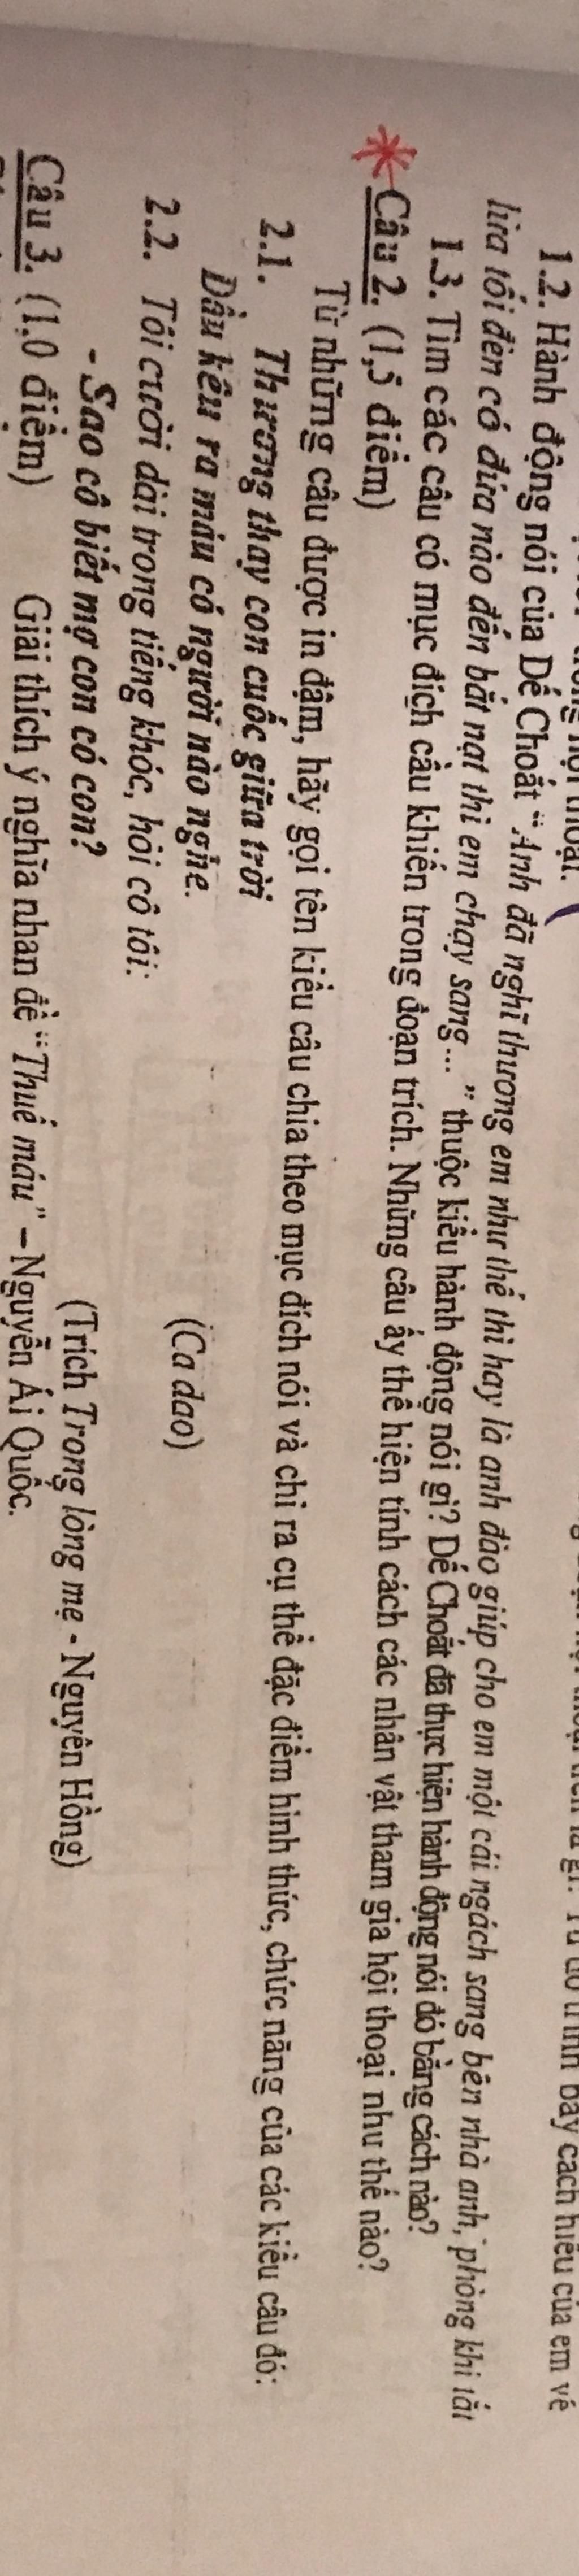 1.2. Hành động nói của Dế Choắt “Anh đã nghĩ thương em như thế thì hay là anh đào giúp cho em một cái ngách sang bên nhà anh, phòng khi tắt
lửa tối đèn có đứa nào đến bắt nạt thì em chạy sang...” thuộc kiểu hành động nói gì? Dế Choắt đã thực hiện hành động nói đó bằng cách nào?
1.3. Tìm các câu có mục đích cầu khiến trong đoạn trích. Những câu ấy thể hiện tính cách các nhân vật tham gia hội thoại như thế nào?
Câu 2. (1,5 điểm)
Từ những câu được in đậm, hãy gọi tên kiểu câu chia theo mục đích nói và chỉ ra cụ thể đặc điểm hình thức, chức năng của các kiểu câu đó:
2.1. Thương thay con cuốc giữa trời
Dầu kêu ra máu có người nào nghe.
(Ca dao)
2.2. Tôi cười dài trong tiếng khóc, hỏi cô tôi:
- Sao cô biết mợ con có con?
(Trích Trong lòng mẹ - Nguyên Hồng)
Câu 3. (1,0 điểm) Giải thích ý nghĩa nhan đề “Thuế máu” – Nguyễn Ái Quốc.